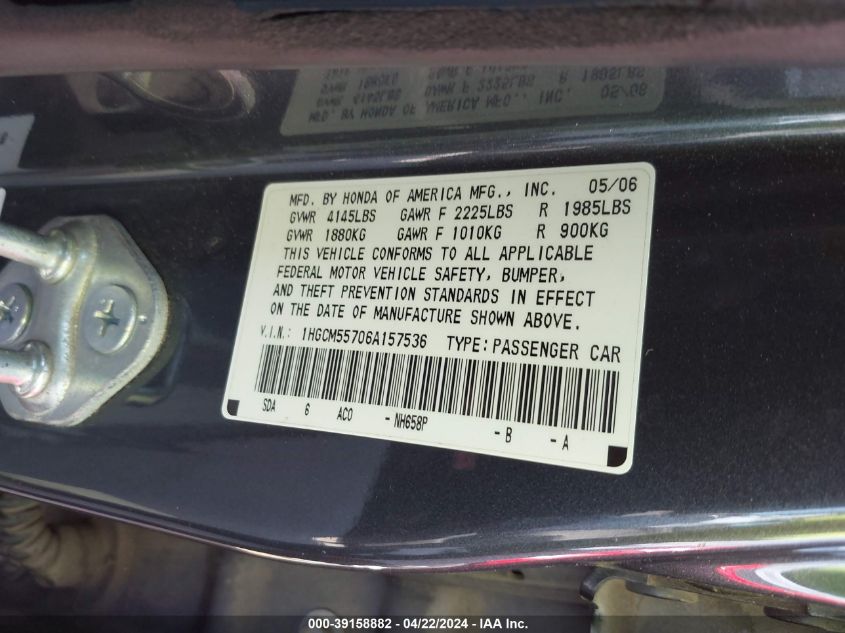 MFD. BY HONDA OF AMERICA MFG., INC. 05/06
GVWR 4145LBS GAWR F 2225LBS R 1985LBS
GVWR 1880KG GAWR F 1010KG R 900KG
THIS VEHICLE CONFORMS TO ALL APPLICABLE
FEDERAL MOTOR VEHICLE SAFETY, BUMPER,
AND THEFT PREVENTION STANDARDS IN EFFECT
ON THE DATE OF MANUFACTURE SHOWN ABOVE.
V.I.N.: 1HGCM55706A157536 TYPE: PASSENGER CAR
SDA 6 AC0 - NH658P - B - A
000-39158882 - 04/22/2024 - IAA Inc.